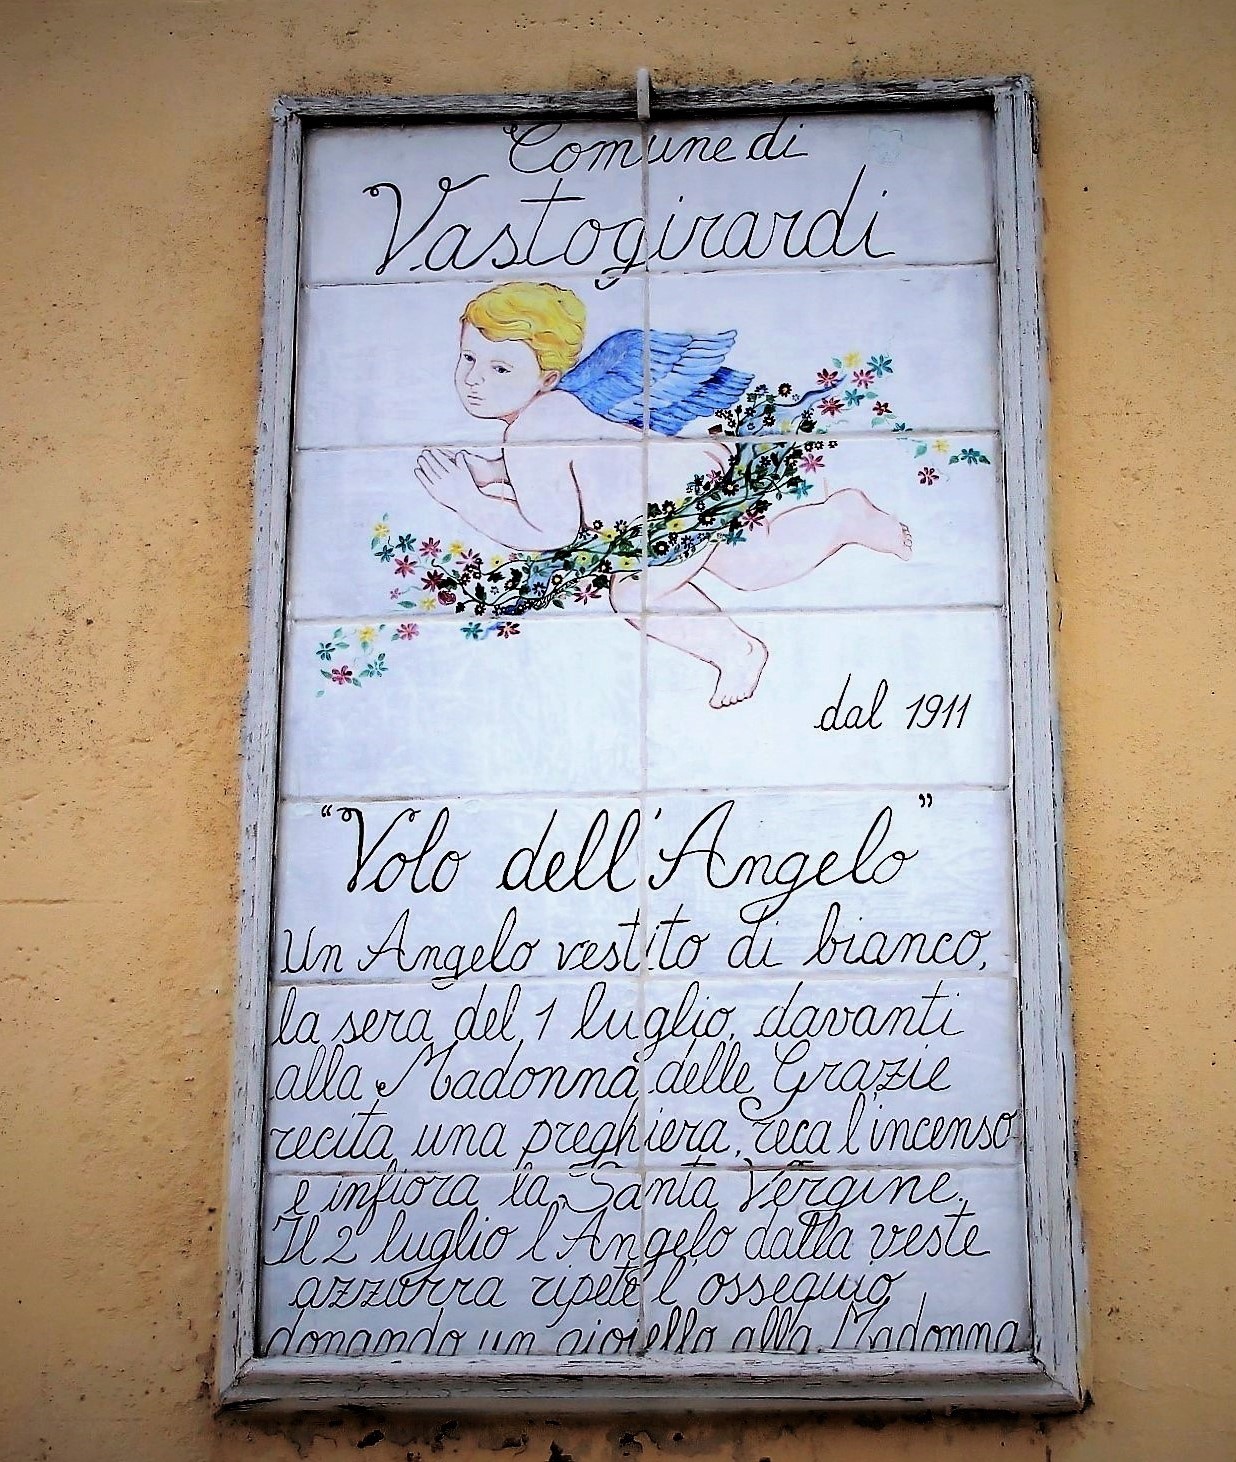 Comune di
Vastogirardi
dal 1911
"Volo dell'Angelo"
Un Angelo vestito di bianco,
la sera del 1 luglio, davanti
alla Madonna delle Grazie
recita una preghiera, reca l'incenso
e infiora la Santa Vergine.
Il 2 luglio l'Angelo dalla veste
azzurra ripete l'ossequio
donando un gioiello alla Madonna